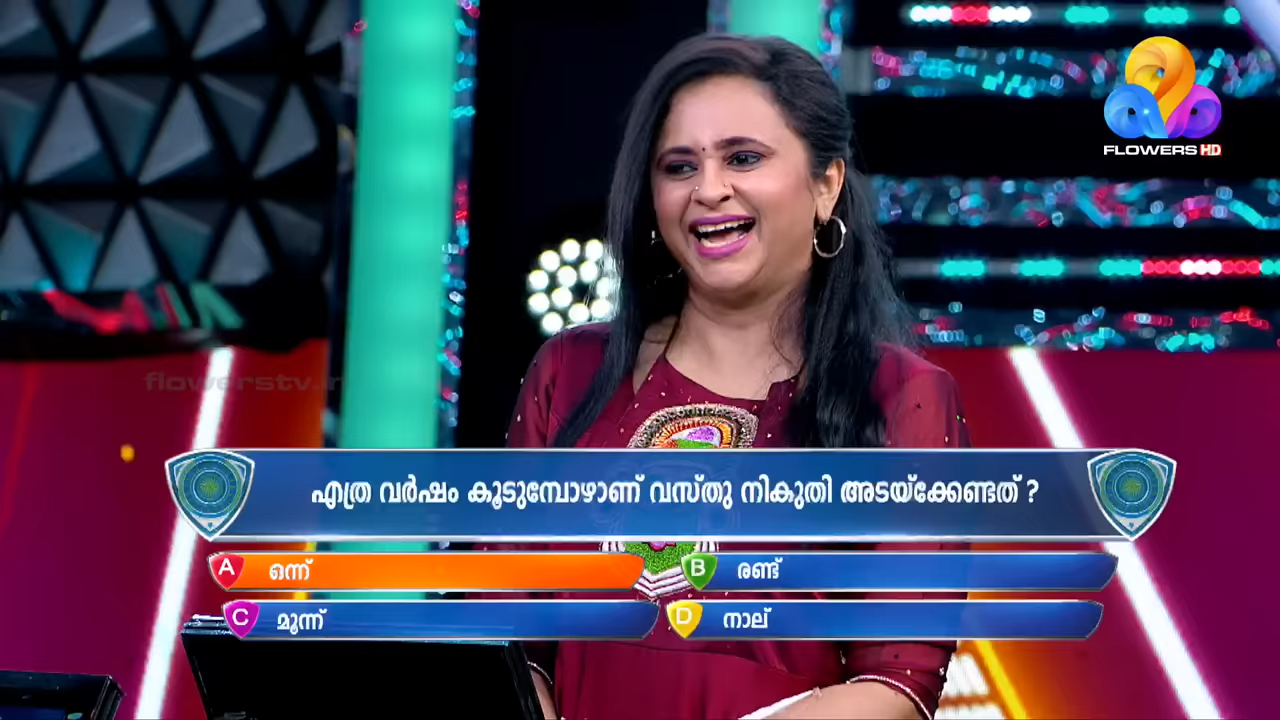 FLOWERS HD
flowerstv.in
എത്ര വർഷം കൂടുമ്പോഴാണ് വസ്തു നികുതി അടയ്ക്കേണ്ടത് ?
A ഒന്ന്
B രണ്ട്
C മൂന്ന്
D നാല്